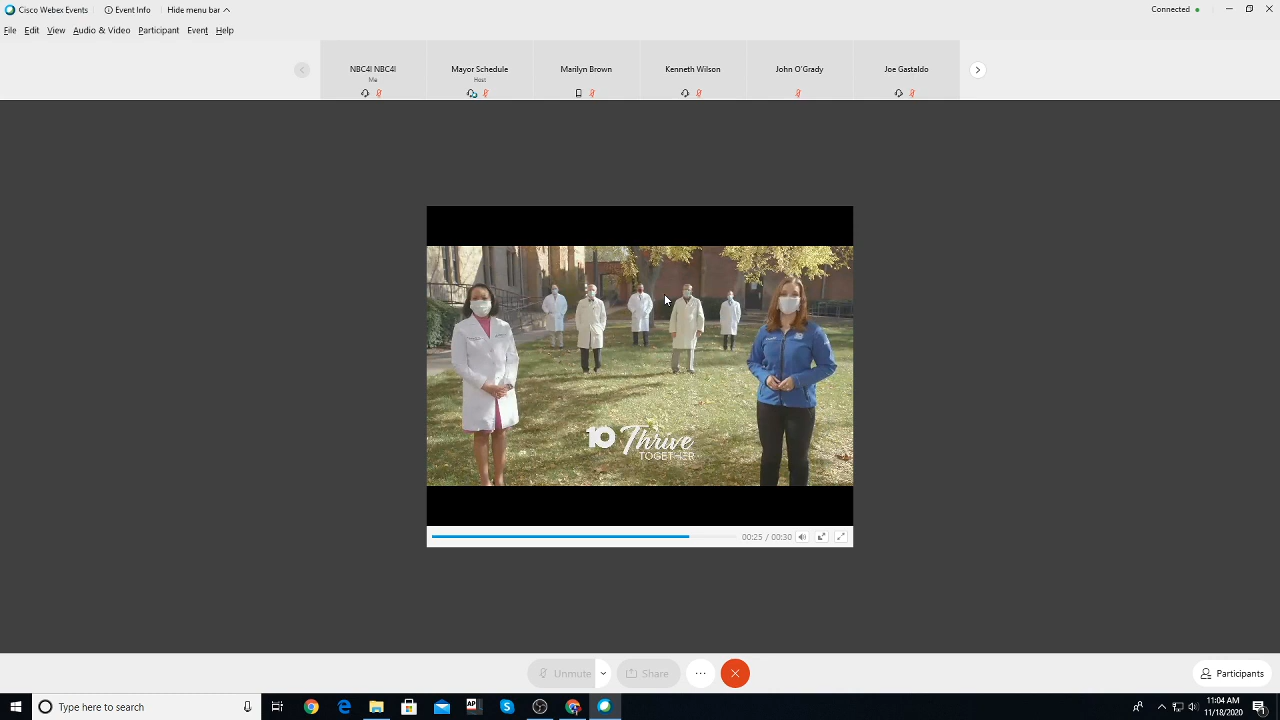 Cisco Webex Events
Event Info
Hide menu bar
Connected
File Edit View Audio & Video Participant Event Help
NBC4I NBC4I
Me
Mayor Schedule
Host
Marilyn Brown
Kenneth Wilson
John O'Grady
Joe Gastaldo
10 Thrive
TOGETHER
00:25 / 00:30
Unmute
Share
Participants
Type here to search
AP
11:04 AM
11/18/2020